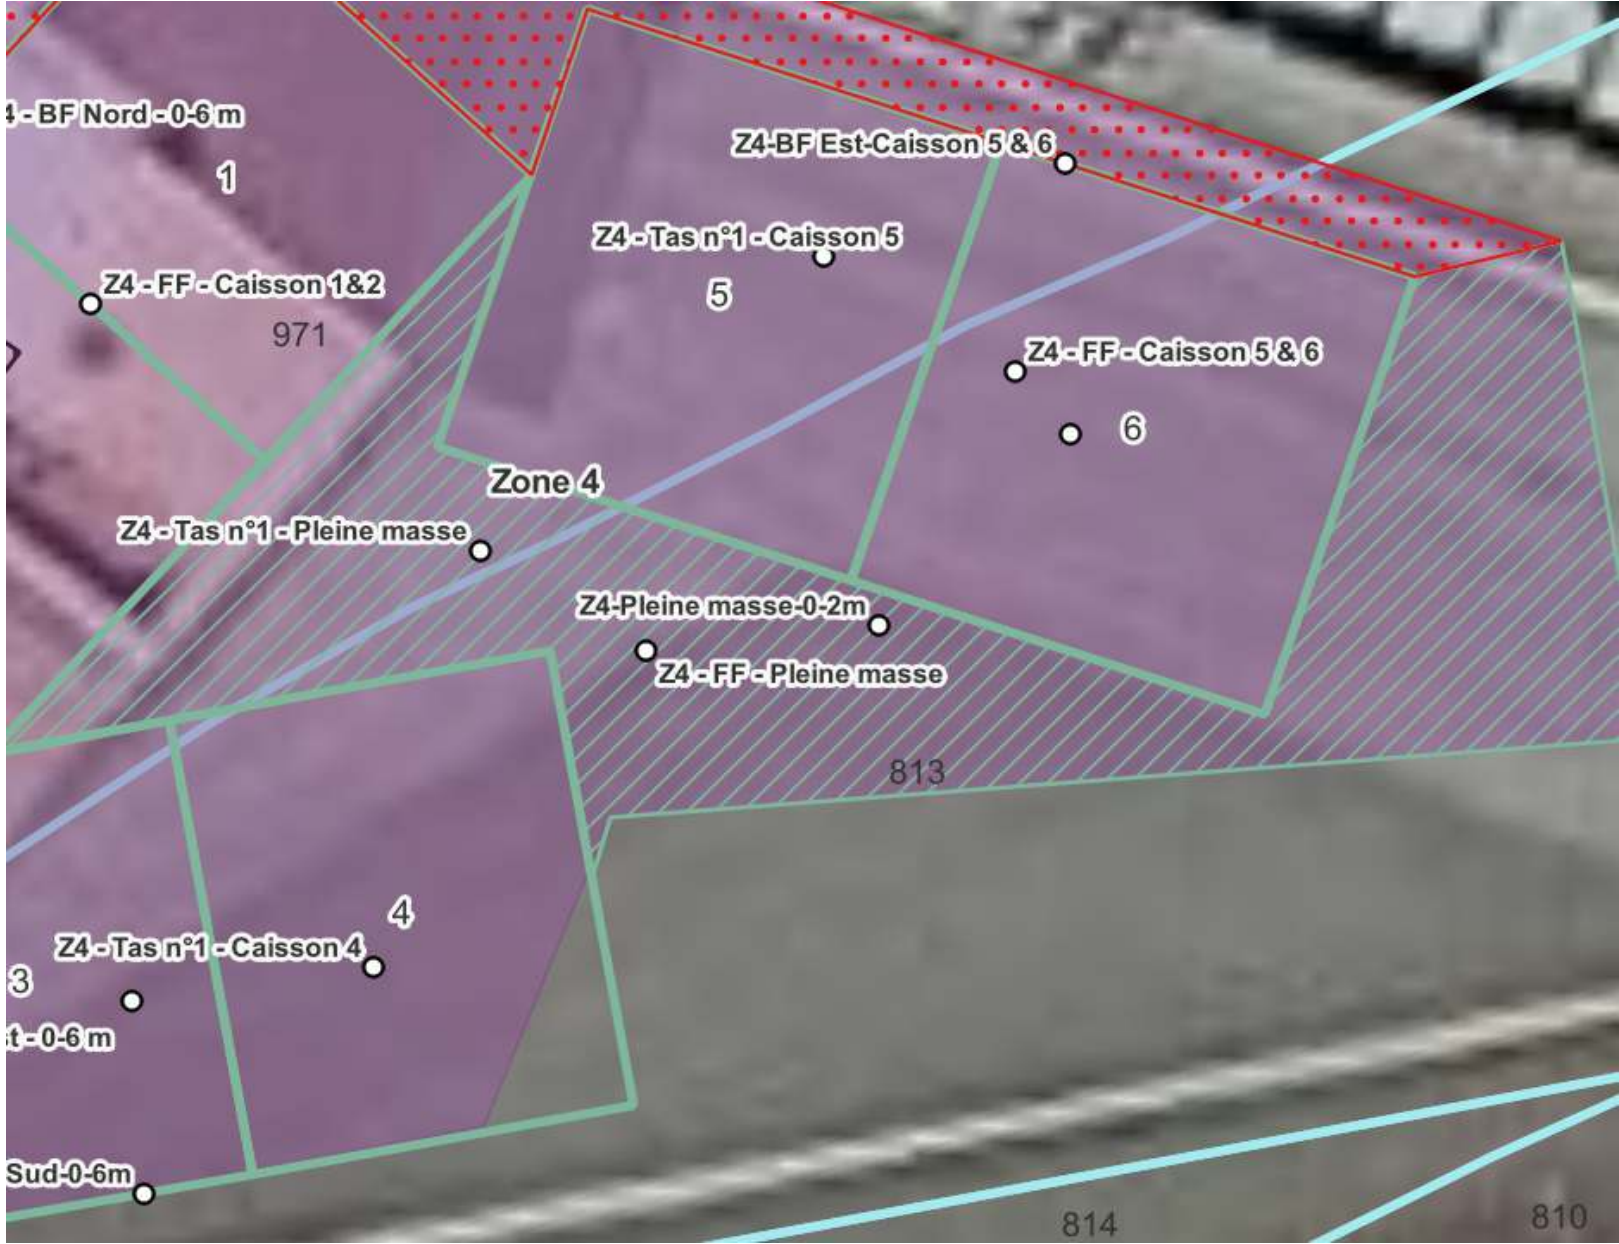 4 - BF Nord - 0-6 m
1
Z4-BF Est-Caisson 5 & 6
Z4 - Tas n°1 - Caisson 5
5
Z4 - FF - Caisson 1&2
971
Z4 - FF - Caisson 5 & 6
6
Zone 4
Z4 - Tas n°1 - Pleine masse
Z4-Pleine masse-0-2m
Z4 - FF - Pleine masse
813
4
Z4 - Tas n°1 - Caisson 4
3
st - 0-6 m
Sud-0-6m
814
810